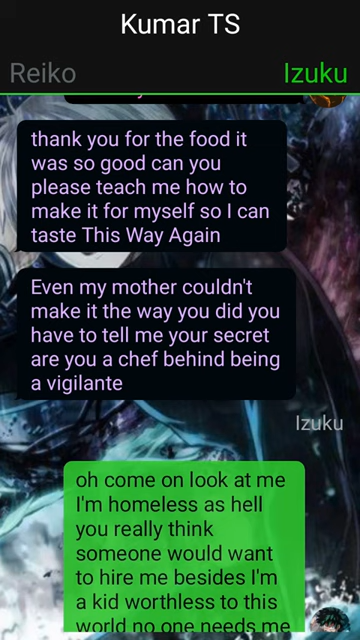 Kumar TS
Reiko
Izuku
thank you for the food it
was so good can you
please teach me how to
make it for myself so I can
taste This Way Again
Even my mother couldn't
make it the way you did you
have to tell me your secret
are you a chef behind being
a vigilante
Izuku
oh come on look at me
I'm homeless as hell
you really think
someone would want
to hire me besides I'm
a kid worthless to this
world no one needs me